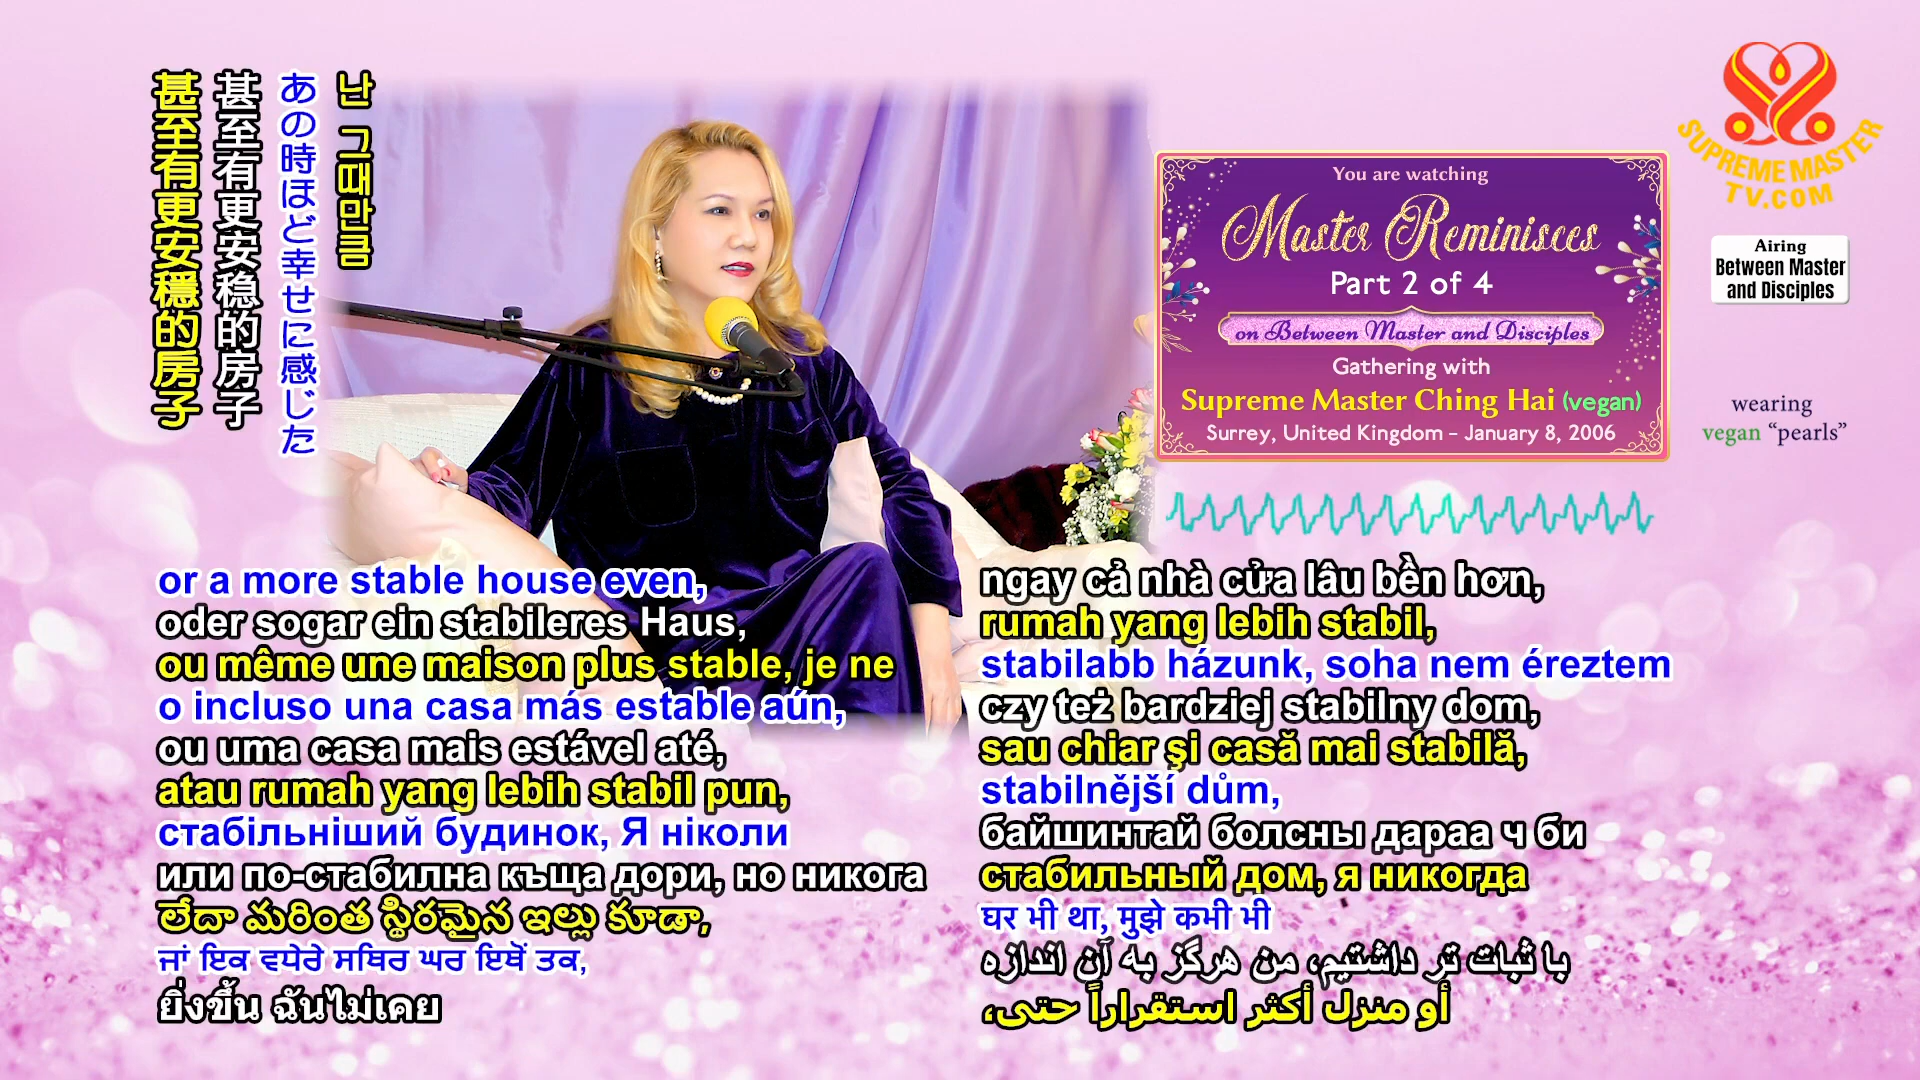 甚至有更安穩的房子
甚至有更安稳的房子
あの時ほど幸せに感じた
난 그때만큼
You are watching
Master Reminisces
Part 2 of 4
on Between Master and Disciples
Gathering with
Supreme Master Ching Hai (vegan)
Surrey, United Kingdom – January 8, 2006
SUPREME MASTER
TV.COM
Airing
Between Master
and Disciples
wearing
vegan “pearls”
or a more stable house even,
oder sogar ein stabileres Haus,
ou même une maison plus stable, je ne
o incluso una casa más estable aún,
ou uma casa mais estável até,
atau rumah yang lebih stabil pun,
стабільніший будинок, Я ніколи
или по-стабилна къща дори, но никога
లేదా మరింత స్థిరమైన ఇల్లు కూడా,
ਜਾਂ ਇਕ ਵਧੇਰੇ ਸਥਿਰ ਘਰ ਇਥੋਂ ਤਕ,
ยิ่งขึ้น ฉันไม่เคย
ngay cả nhà cửa lâu bền hơn,
rumah yang lebih stabil,
stabilabb házunk, soha nem éreztem
czy też bardziej stabilny dom,
sau chiar şi casă mai stabilă,
stabilnější dům,
байшинтай болсны дараа ч би
стабильный дом, я никогда
घर भी था, मुझे कभी भी
با ثبات تر داشتیم، من هرگز به آن اندازه
أو منزل أكثر استقراراً حتى،